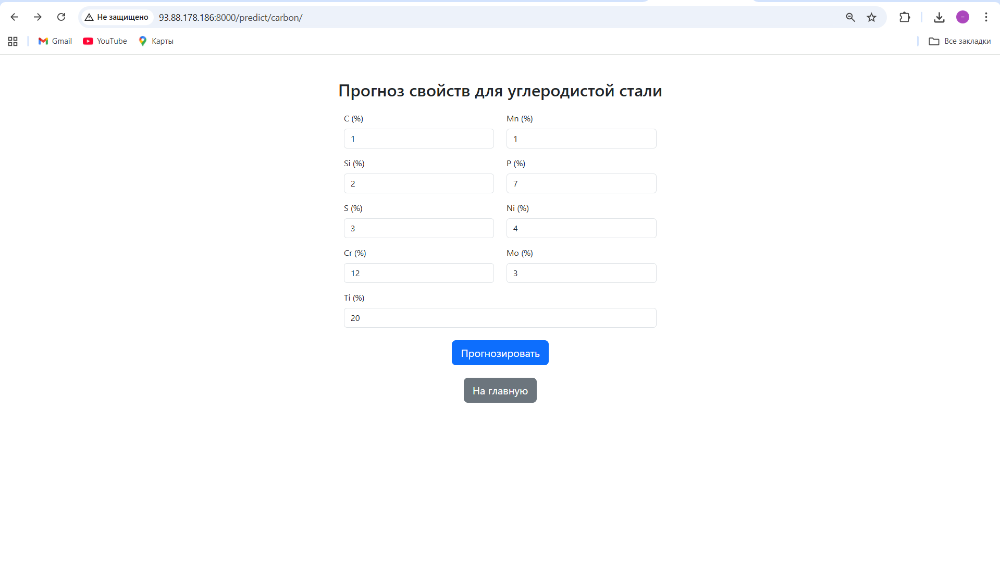 Не защищено 93.88.178.186:8000/predict/carbon/
Gmail YouTube Карты Все закладки
Прогноз свойств для углеродистой стали
C (%) Mn (%)
1 1
Si (%) P (%)
2 7
S (%) Ni (%)
3 4
Cr (%) Mo (%)
12 3
Ti (%)
20
Прогнозировать
На главную